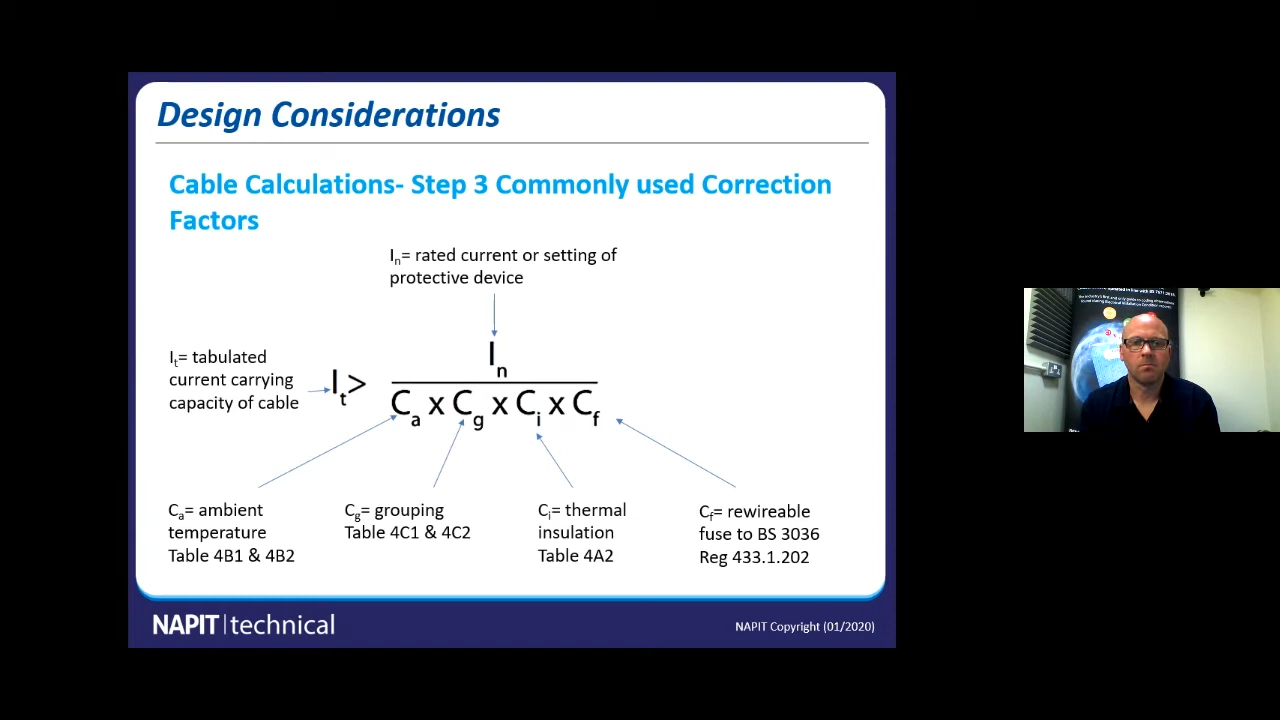 Design Considerations
Cable Calculations- Step 3 Commonly used Correction
Factors
In= rated current or setting of
protective device
It= tabulated
current carrying
capacity of cable
It>
In
Ca x Cg x Ci x Cf
Ca= ambient
temperature
Table 4B1 & 4B2
Cg= grouping
Table 4C1 & 4C2
Ci= thermal
insulation
Table 4A2
Cf= rewireable
fuse to BS 3036
Reg 433.1.202
NAPIT|technical
NAPIT Copyright (01/2020)